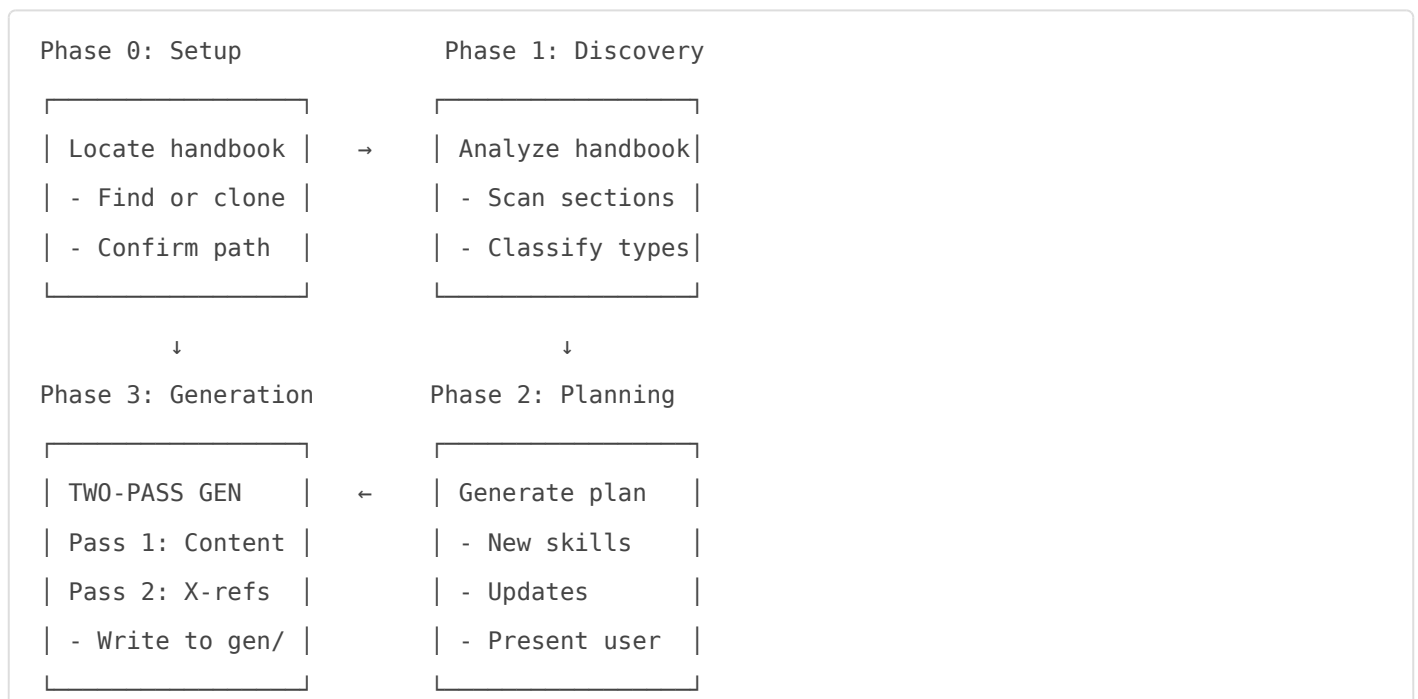 Phase 0: Setup Phase 1: Discovery
Locate handbook → Analyze handbook
- Find or clone - Scan sections
- Confirm path - Classify types
↓ ↓
Phase 3: Generation Phase 2: Planning
TWO-PASS GEN ← Generate plan
Pass 1: Content - New skills
Pass 2: X-refs - Updates
- Write to gen/ - Present user